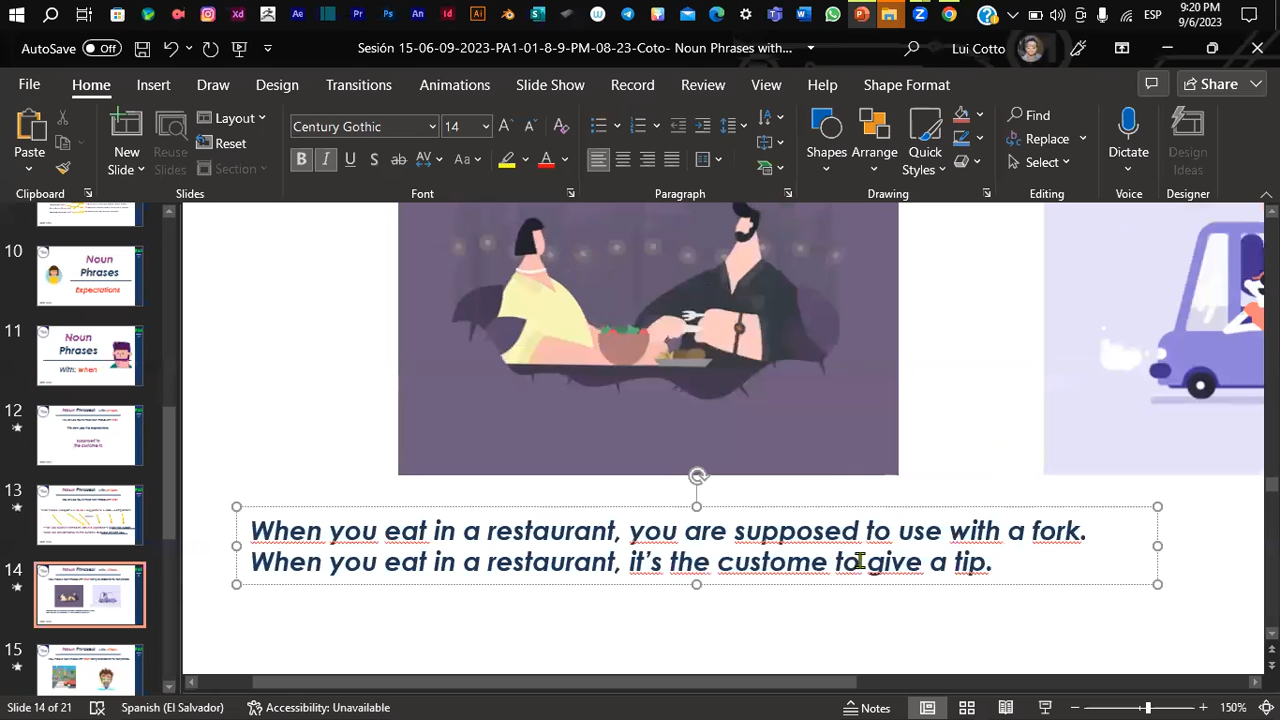 9:20 PM
ESP
9/6/2023
AutoSave Off
Sesión 15-06-09-2023-PA1-01-8-9-PM-08-23-Coto- Noun Phrases with...
Lui Cotto
File Home Insert Draw Design Transitions Animations Slide Show Record Review View Help Shape Format Share
Paste
New Slide
Reuse Slides
Layout
Reset
Section
Century Gothic 14
Shapes Arrange Quick Styles
Find
Replace
Select
Dictate
Design Ideas
Clipboard Slides Font Paragraph Drawing Editing Voice Designer
10
Noun
Phrases
Expectations
11
Noun
Phrases
With: when
12
13
14
15
When you eat in a restaurant, you are supposed to use with a fork.
When you eat in a restaurant, it's the custome to give a tip.
Slide 14 of 21 Spanish (El Salvador) Accessibility: Unavailable Notes 150%